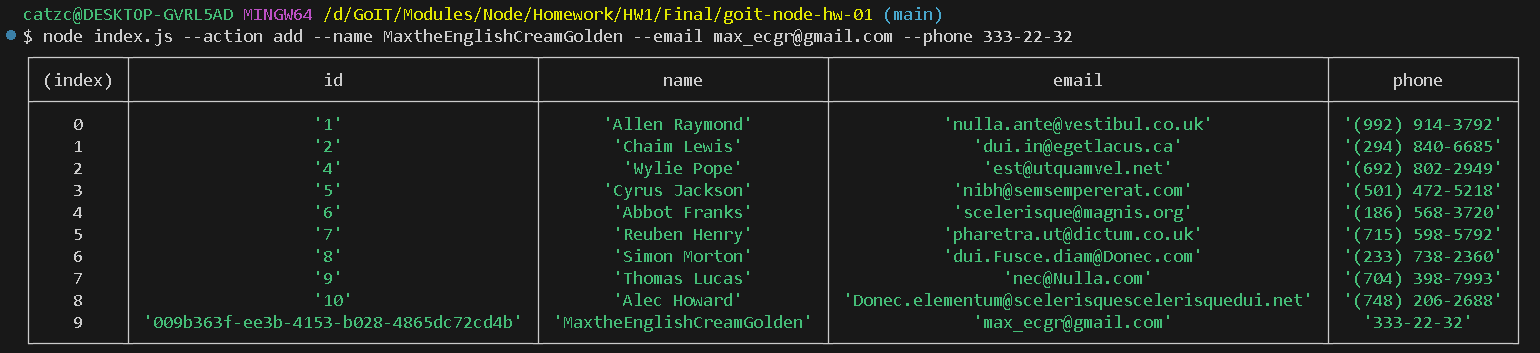 catzc@DESKTOP-GVRL5AD MINGW64 /d/GoIT/Modules/Node/Homework/HW1/Final/goit-node-hw-01 (main)
$ node index.js --action add --name MaxtheEnglishCreamGolden --email max_ecgr@gmail.com --phone 333-22-32
(index) id name email phone
0 '1' 'Allen Raymond' 'nulla.ante@vestibul.co.uk' '(992) 914-3792'
1 '2' 'Chaim Lewis' 'dui.in@egetlacus.ca' '(294) 840-6685'
2 '4' 'Wylie Pope' 'est@utquamvel.net' '(692) 802-2949'
3 '5' 'Cyrus Jackson' 'nibh@semsempererat.com' '(501) 472-5218'
4 '6' 'Abbot Franks' 'scelerisque@magnis.org' '(186) 568-3720'
5 '7' 'Reuben Henry' 'pharetra.ut@dictum.co.uk' '(715) 598-5792'
6 '8' 'Simon Morton' 'dui.Fusce.diam@Donec.com' '(233) 738-2360'
7 '9' 'Thomas Lucas' 'nec@Nulla.com' '(704) 398-7993'
8 '10' 'Alec Howard' 'Donec.elementum@scelerisquescelerisquedui.net' '(748) 206-2688'
9 '009b363f-ee3b-4153-b028-4865dc72cd4b' 'MaxtheEnglishCreamGolden' 'max_ecgr@gmail.com' '333-22-32'